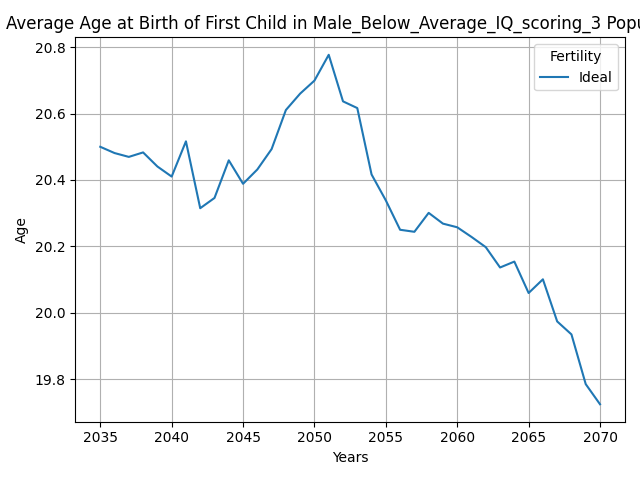 Average Age at Birth of First Child in Male_Below_Average_IQ_scoring_3 Popu
Fertility
Ideal
20.8
20.6
20.4
20.2
20.0
19.8
Age
2035 2040 2045 2050 2055 2060 2065 2070
Years